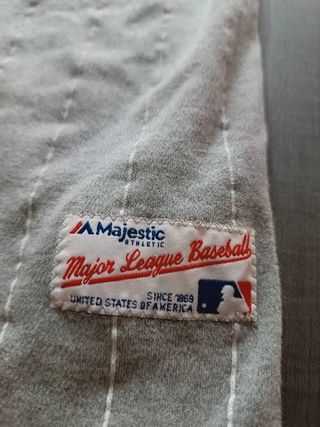 Majestic
ATHLETIC
Major League Baseball
SINCE 1869
UNITED STATES OF AMERICA